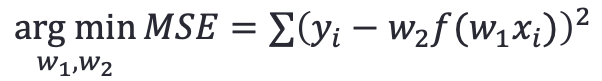 arg min MSE = ∑(yᵢ − w₂f(w₁xᵢ))²
w₁,w₂